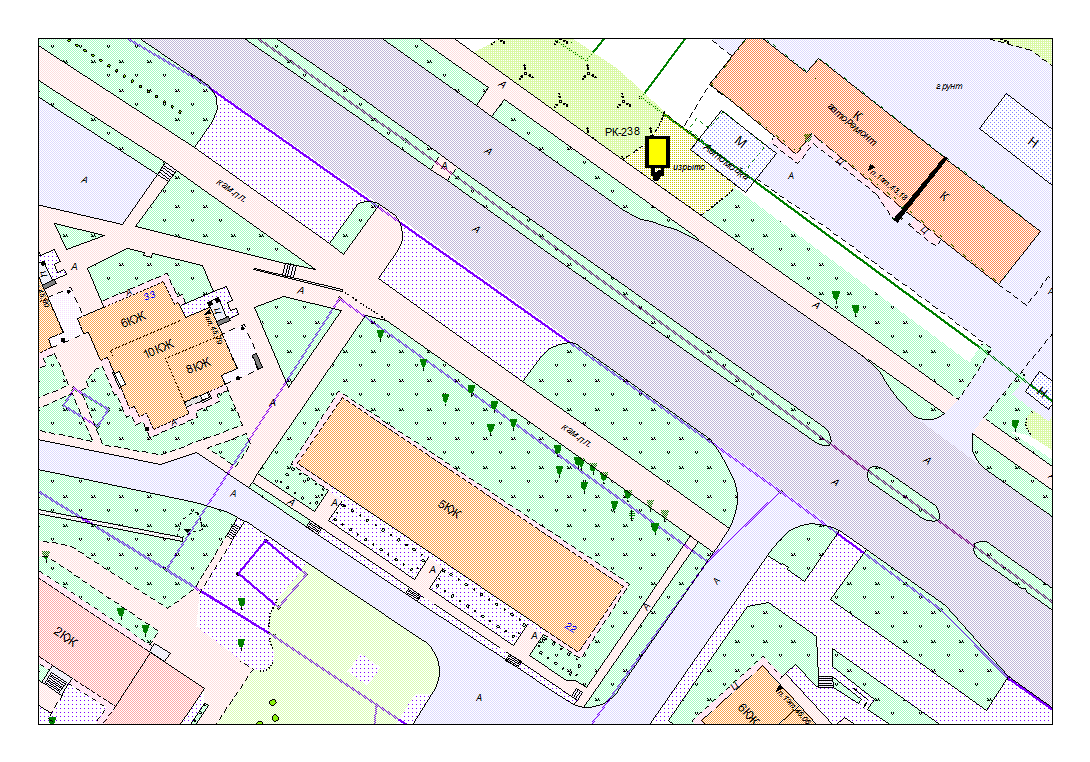 А
грунт
К
автоРемонт
РК-238
М
Н
Автомойка
изрыто
А
Ц
К
Ц
А
А
А
кам.пл.
А
А
А
А
33
6КЖ
10КЖ
8КЖ
А
Н
А
кам.пл.
А
А
А
А
А
5КЖ
А
А
А
22
А
2КЖ
А
6КЖ